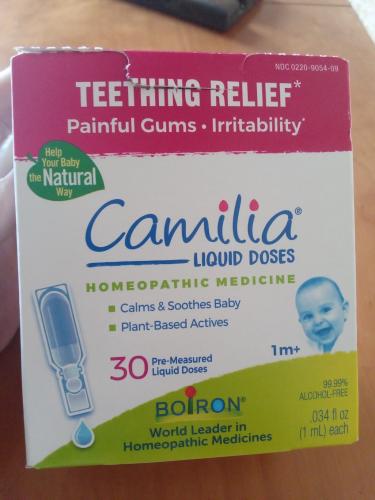 NDC 0220-9054-09
TEETHING RELIEF*
Painful Gums • Irritability*
Help
Your Baby
the Natural
Way
Camilia®
LIQUID DOSES
HOMEOPATHIC MEDICINE
Calms & Soothes Baby
Plant-Based Actives
1m+
30 Pre-Measured
Liquid Doses
99.99%
ALCOHOL-FREE
BOIRON®
.034 fl oz
(1 mL) each
World Leader in
Homeopathic Medicines